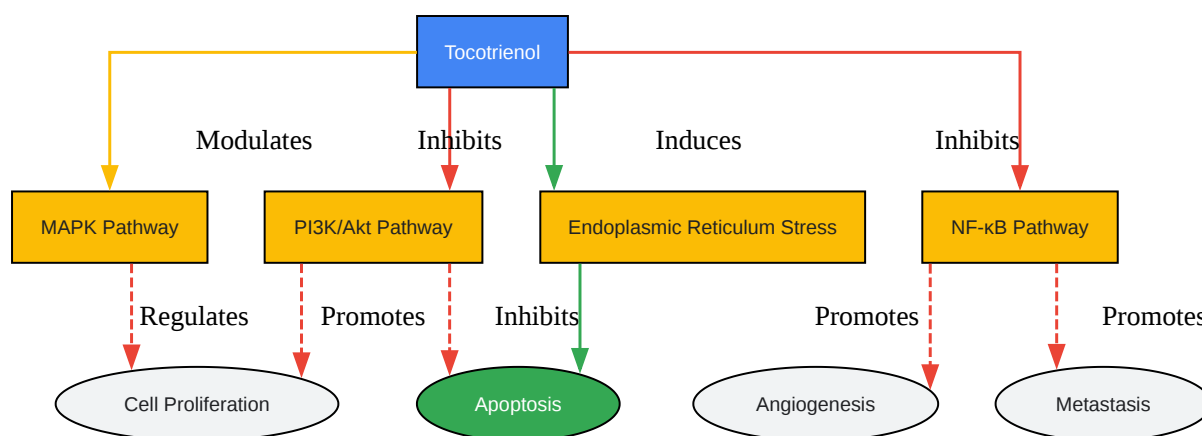 Tocotrienol
Modulates
Inhibits
Induces
Inhibits
MAPK Pathway
PI3K/Akt Pathway
Endoplasmic Reticulum Stress
NF-κB Pathway
Regulates
Promotes
Inhibits
Promotes
Promotes
Cell Proliferation
Apoptosis
Angiogenesis
Metastasis